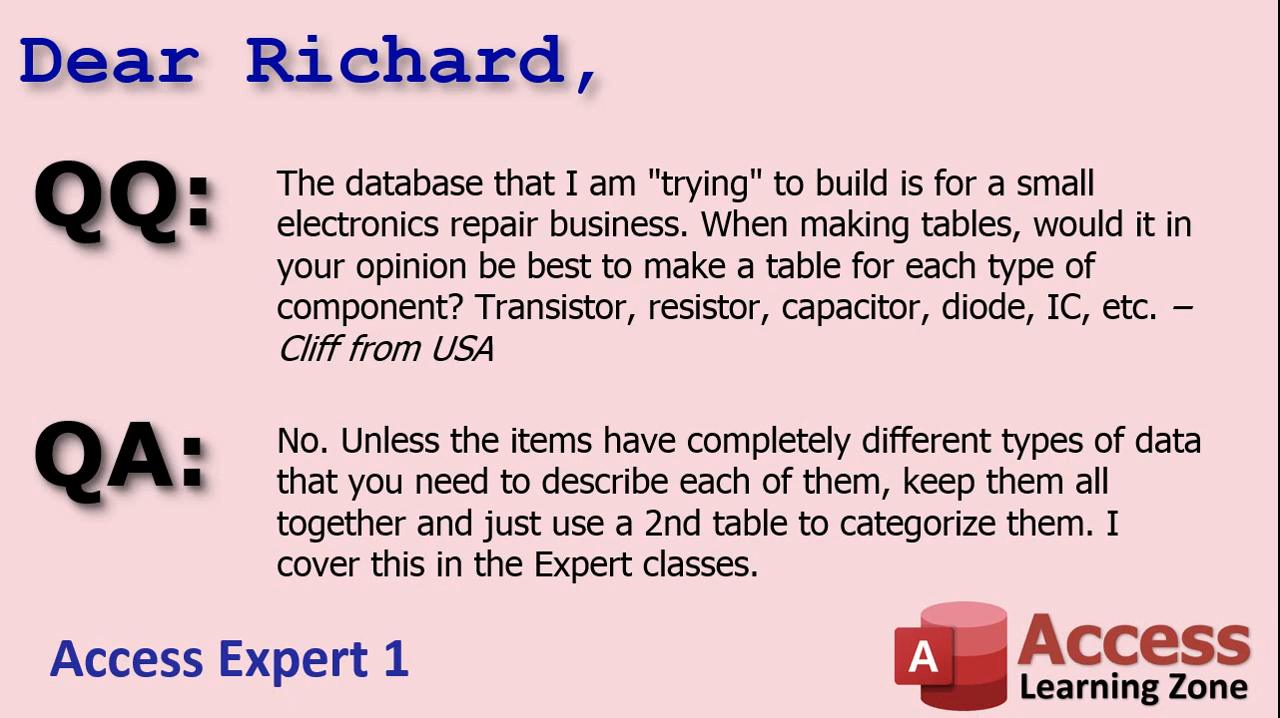 Dear Richard,
QQ:
The database that I am "trying" to build is for a small
electronics repair business. When making tables, would it in
your opinion be best to make a table for each type of
component? Transistor, resistor, capacitor, diode, IC, etc. –
Cliff from USA
QA:
No. Unless the items have completely different types of data
that you need to describe each of them, keep them all
together and just use a 2nd table to categorize them. I
cover this in the Expert classes.
Access Expert 1
A
Access
Learning Zone